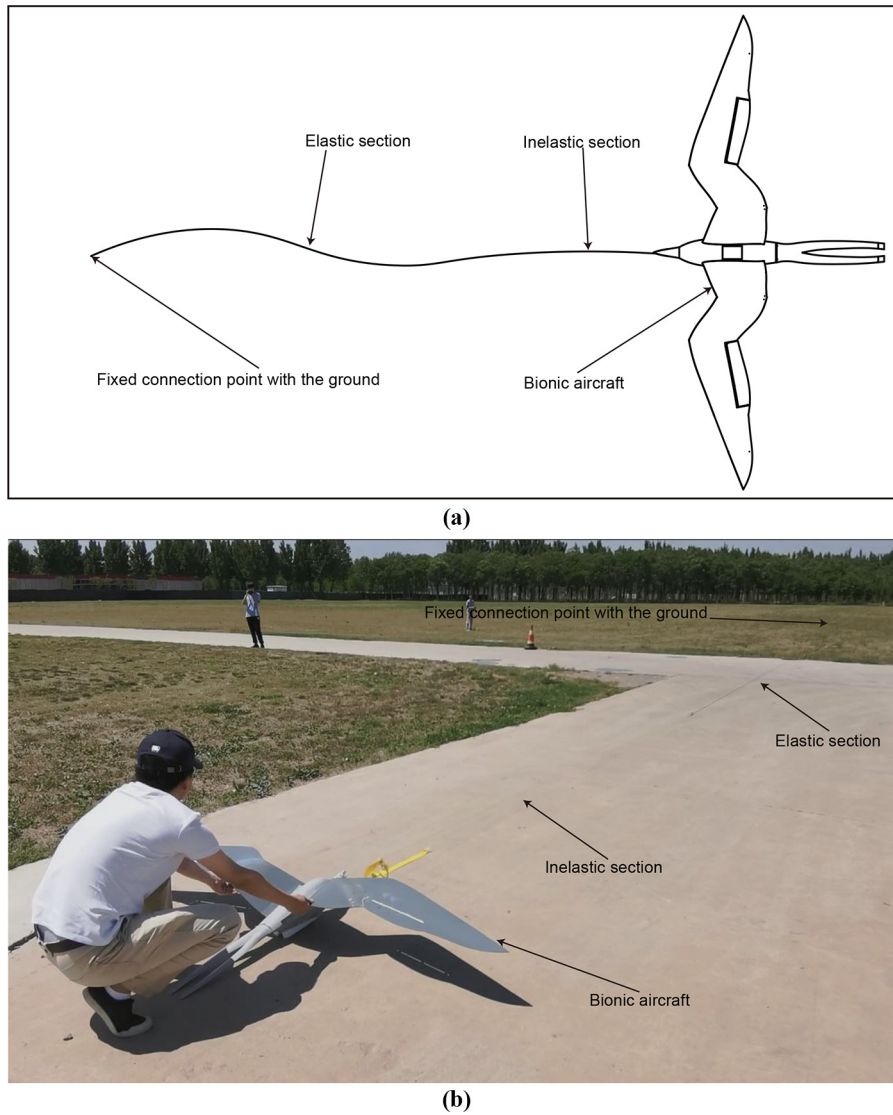 Elastic section
Inelastic section
Fixed connection point with the ground
Bionic aircraft
(a)
Fixed connection point with the ground
Elastic section
Inelastic section
Bionic aircraft
(b)